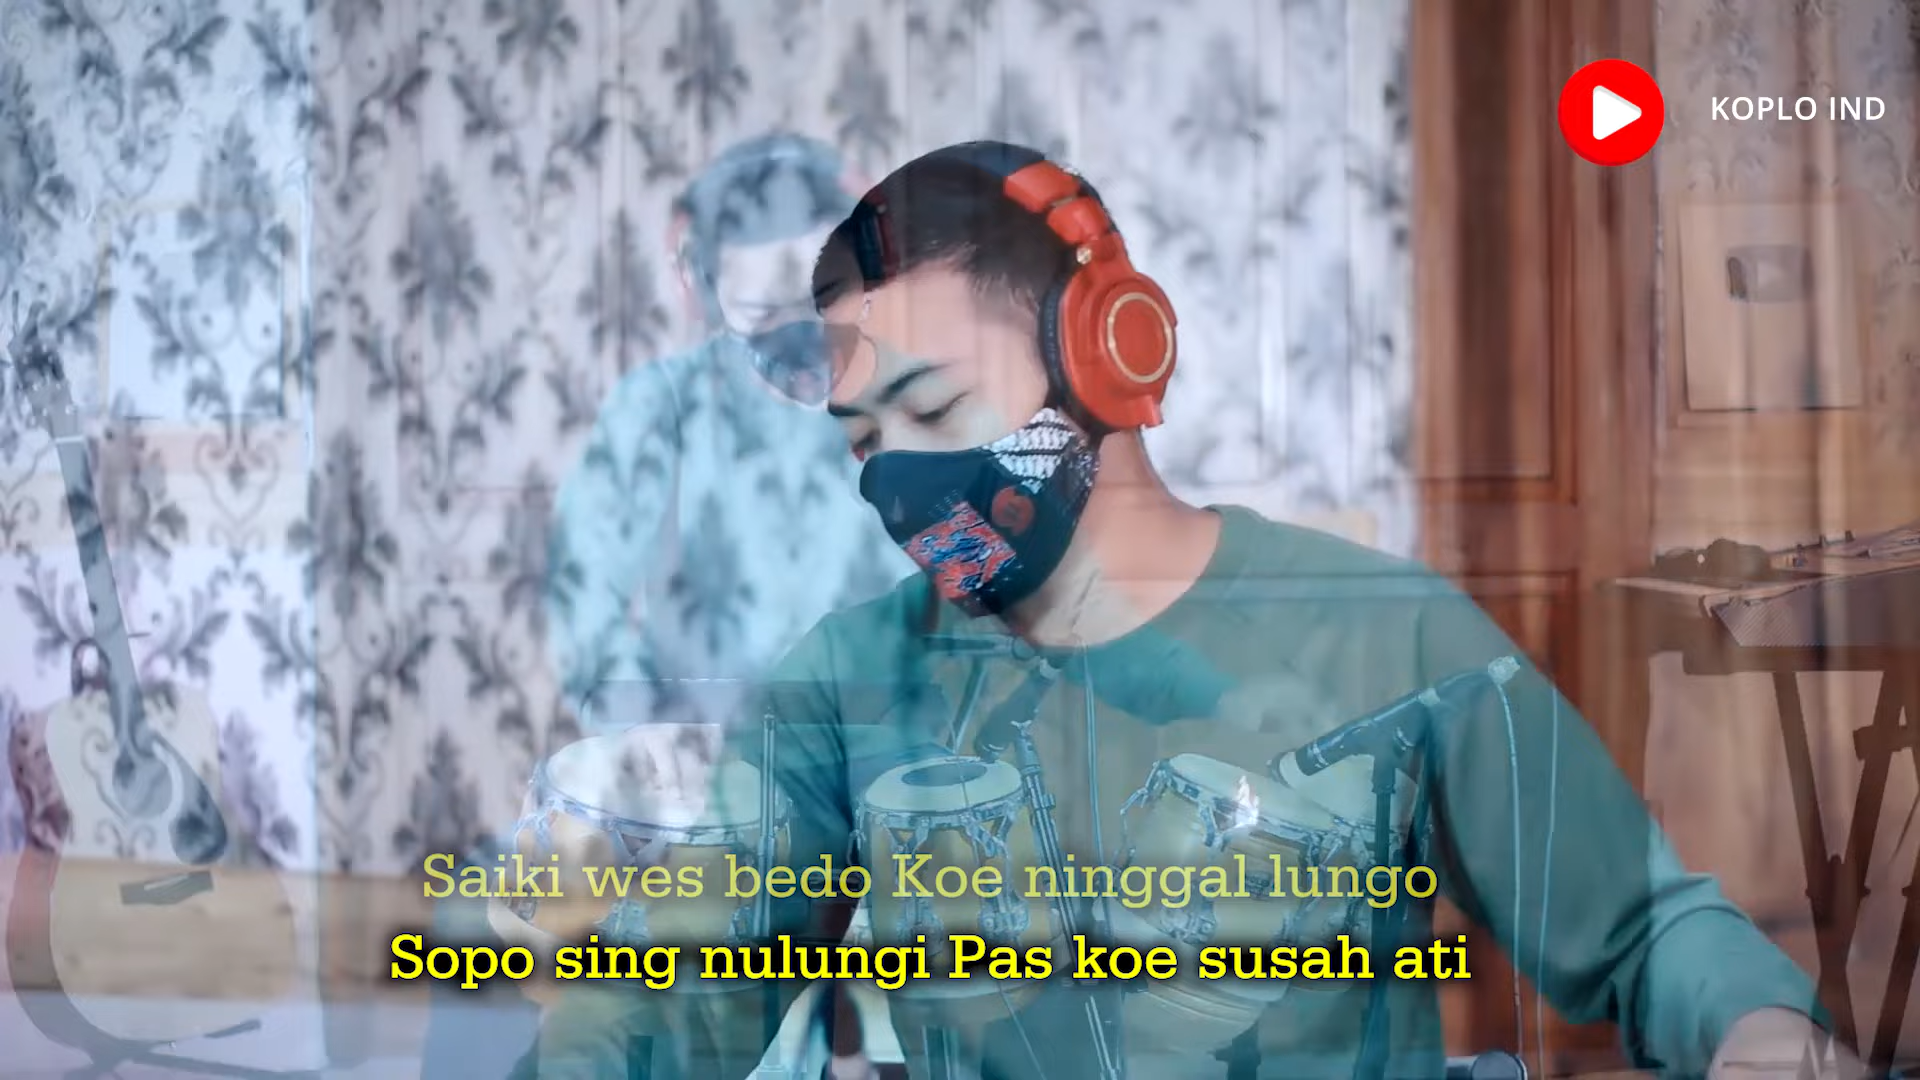 KOPLO IND
Saiki wes bedo Koe ninggal lungo
Sopo sing nulungi Pas koe susah ati